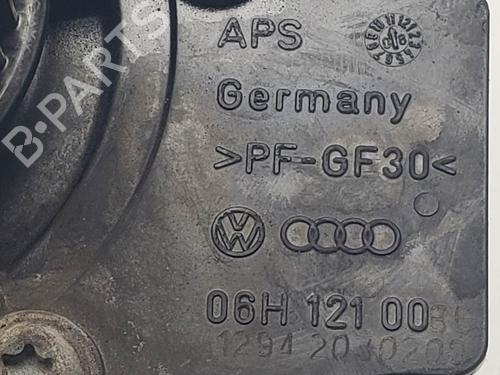 APS
Germany
>PF-GF30<
06H 121 00
B-PARTS